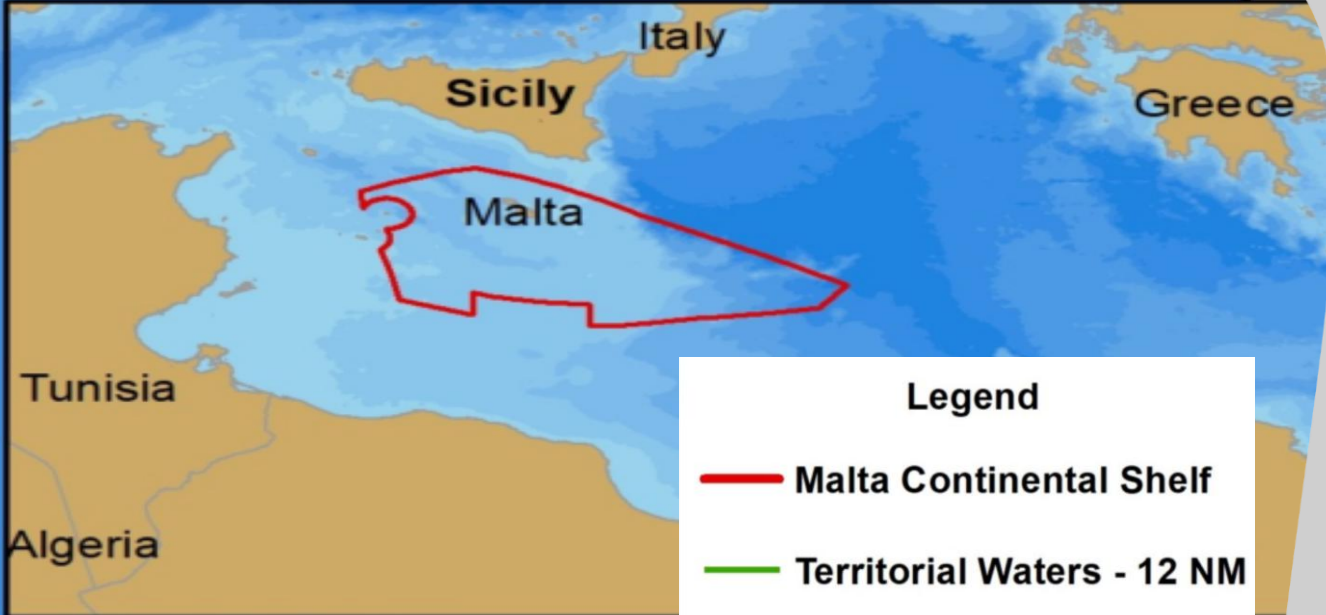 Italy
Sicily
Greece
Malta
Tunisia
Algeria
Legend
Malta Continental Shelf
Territorial Waters - 12 NM